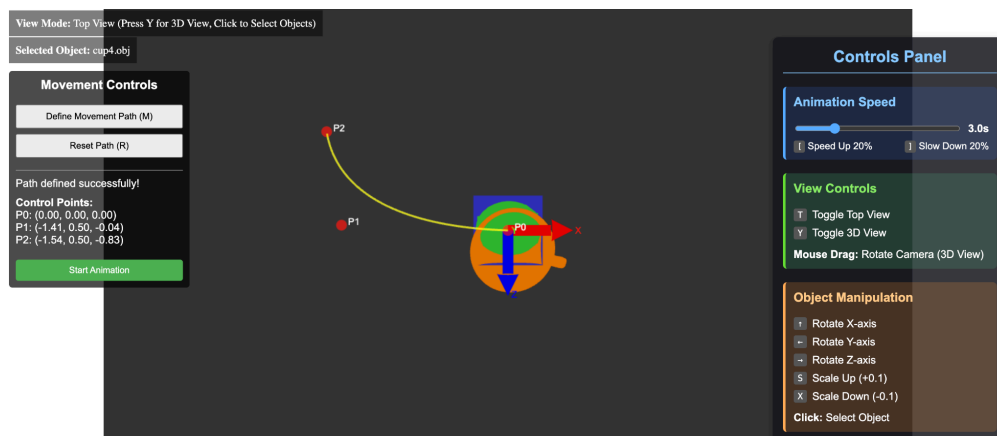 View Mode: Top View (Press Y for 3D View, Click to Select Objects)
Selected Object: cup4.obj
Movement Controls
Define Movement Path (M)
Reset Path (R)
Path defined successfully!
Control Points:
P0: (0.00, 0.00, 0.00)
P1: (-1.41, 0.50, -0.04)
P2: (-1.54, 0.50, -0.83)
Start Animation
P2
P1
P0
X
Z
Controls Panel
Animation Speed
3.0s
[ Speed Up 20%
] Slow Down 20%
View Controls
T Toggle Top View
Y Toggle 3D View
Mouse Drag: Rotate Camera (3D View)
Object Manipulation
↑ Rotate X-axis
← Rotate Y-axis
→ Rotate Z-axis
S Scale Up (+0.1)
X Scale Down (-0.1)
Click: Select Object